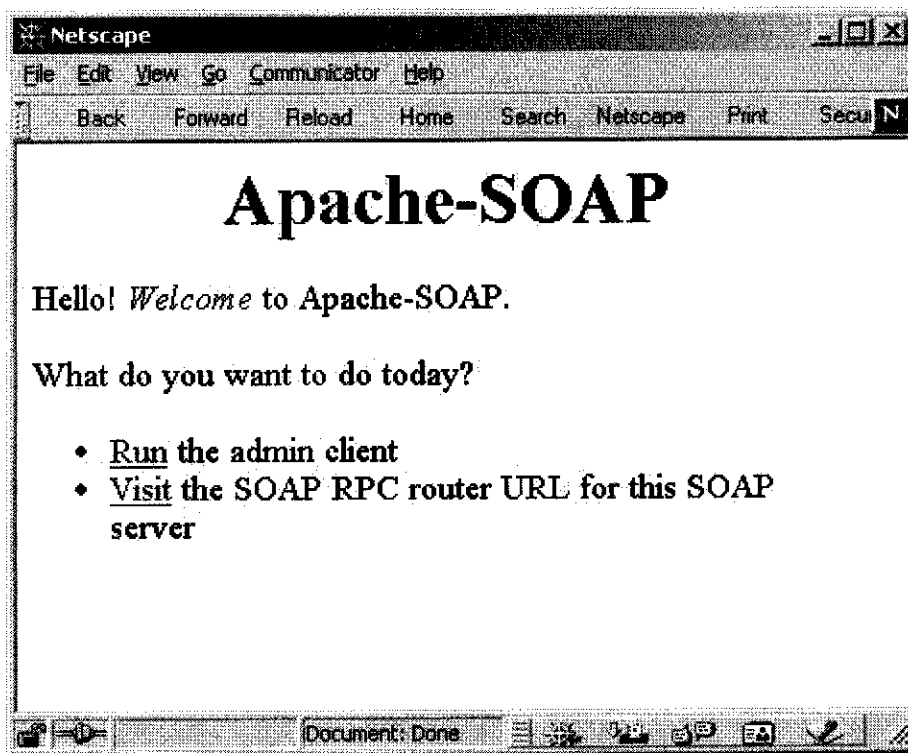 Netscape
File Edit View Go Communicator Help
Back Forward Reload Home Search Netscape Print Secu N
Apache-SOAP
Hello! Welcome to Apache-SOAP.
What do you want to do today?
• Run the admin client
• Visit the SOAP RPC router URL for this SOAP
server
Document: Done